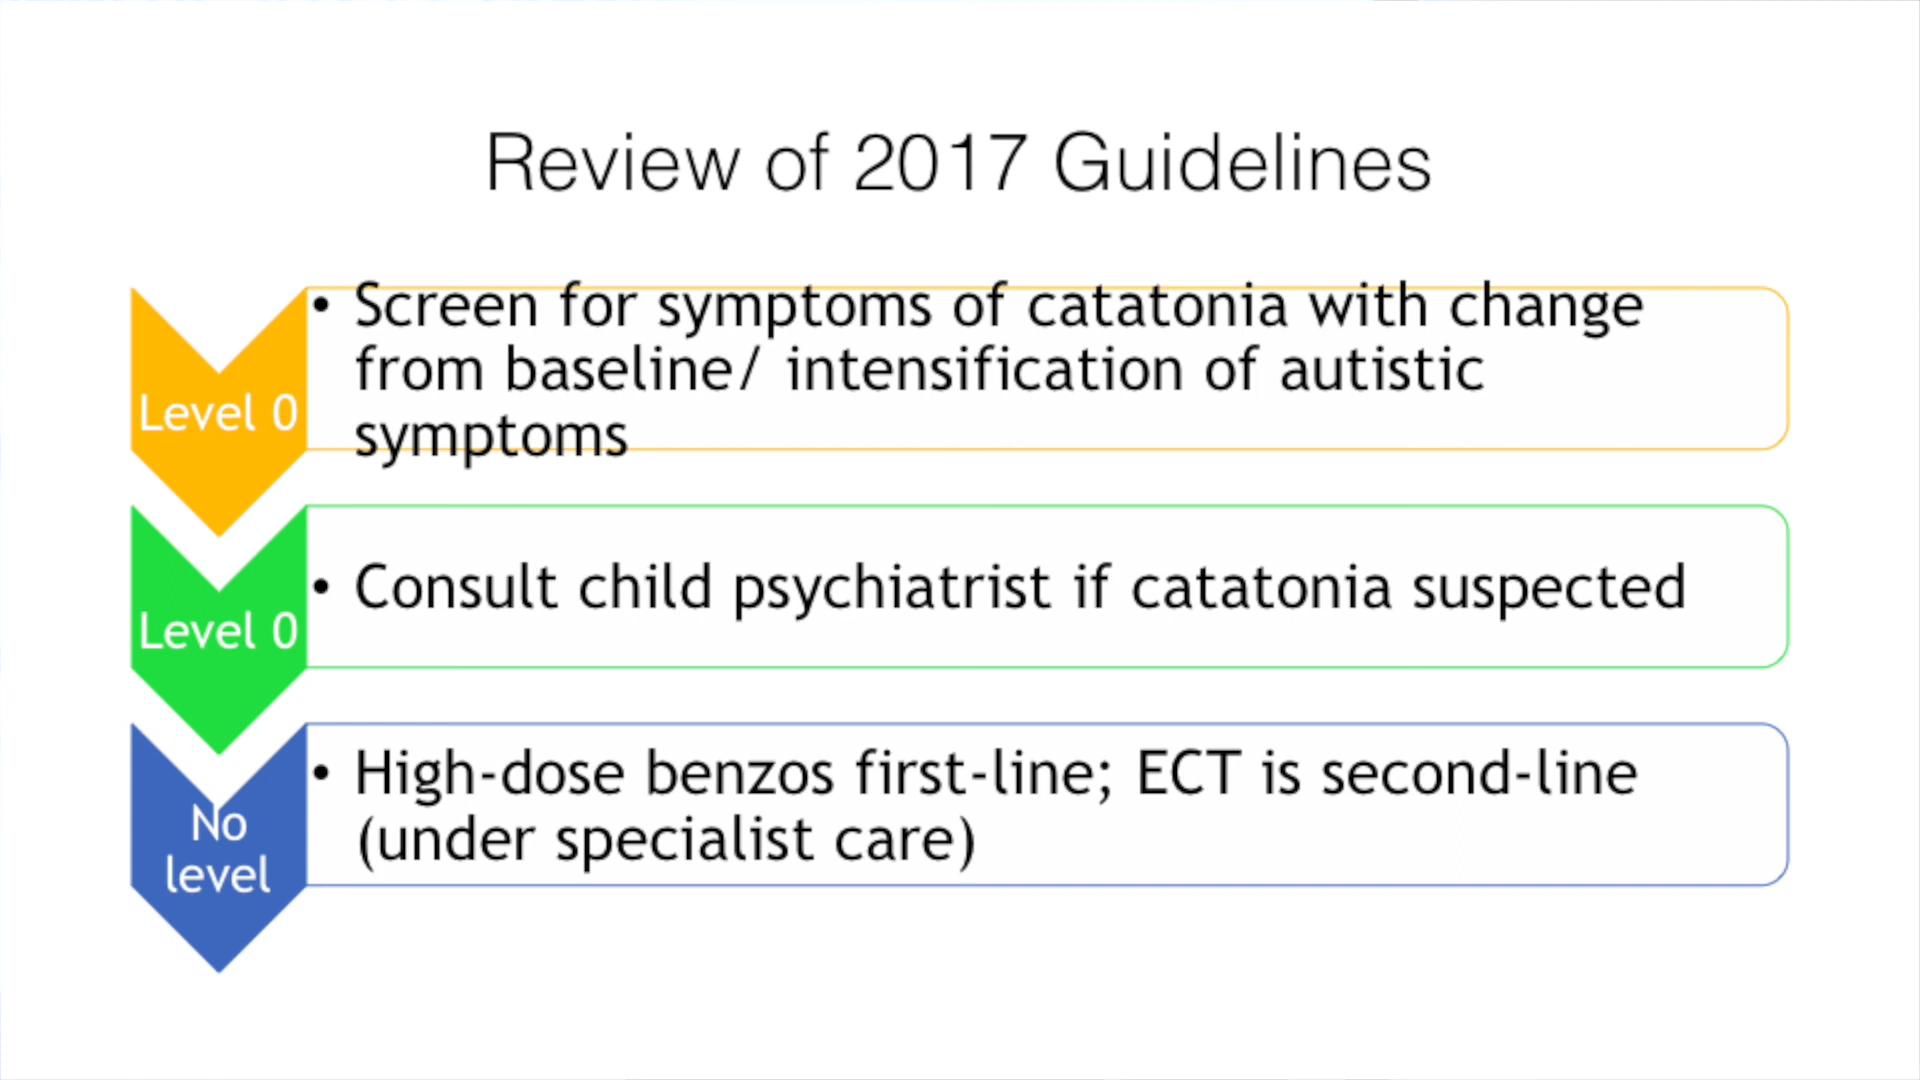 Review of 2017 Guidelines
Level 0
• Screen for symptoms of catatonia with change
from baseline/ intensification of autistic
symptoms
Level 0
• Consult child psychiatrist if catatonia suspected
No
level
• High-dose benzos first-line; ECT is second-line
(under specialist care)